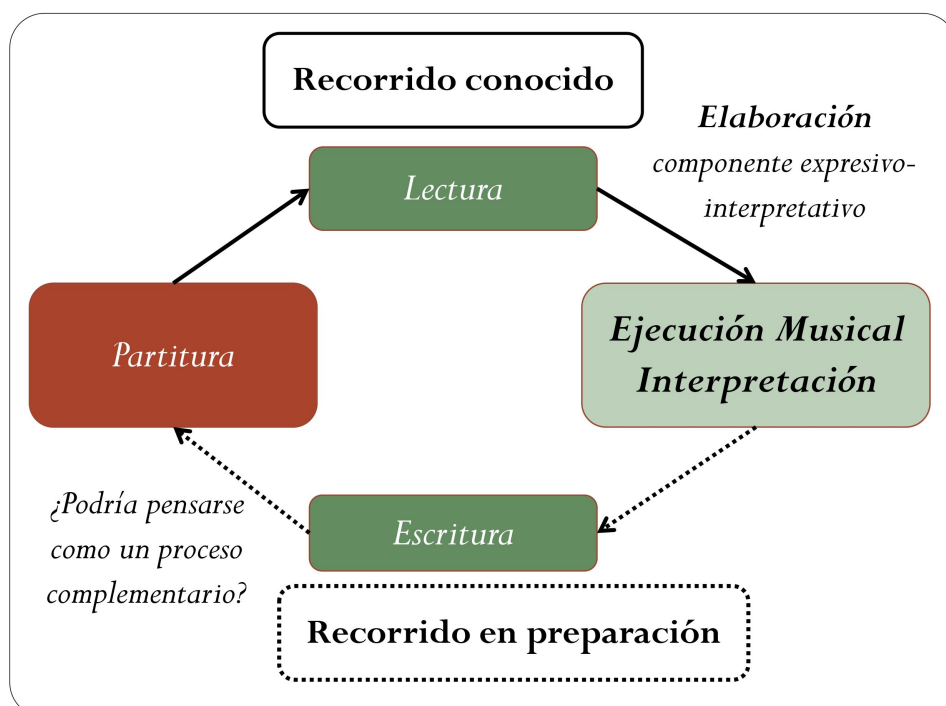 Recorrido conocido
Elaboración
componente expresivo-
interpretativo
Lectura
Partitura
Ejecución Musical
Interpretación
¿Podría pensarse
como un proceso
complementario?
Escritura
Recorrido en preparación